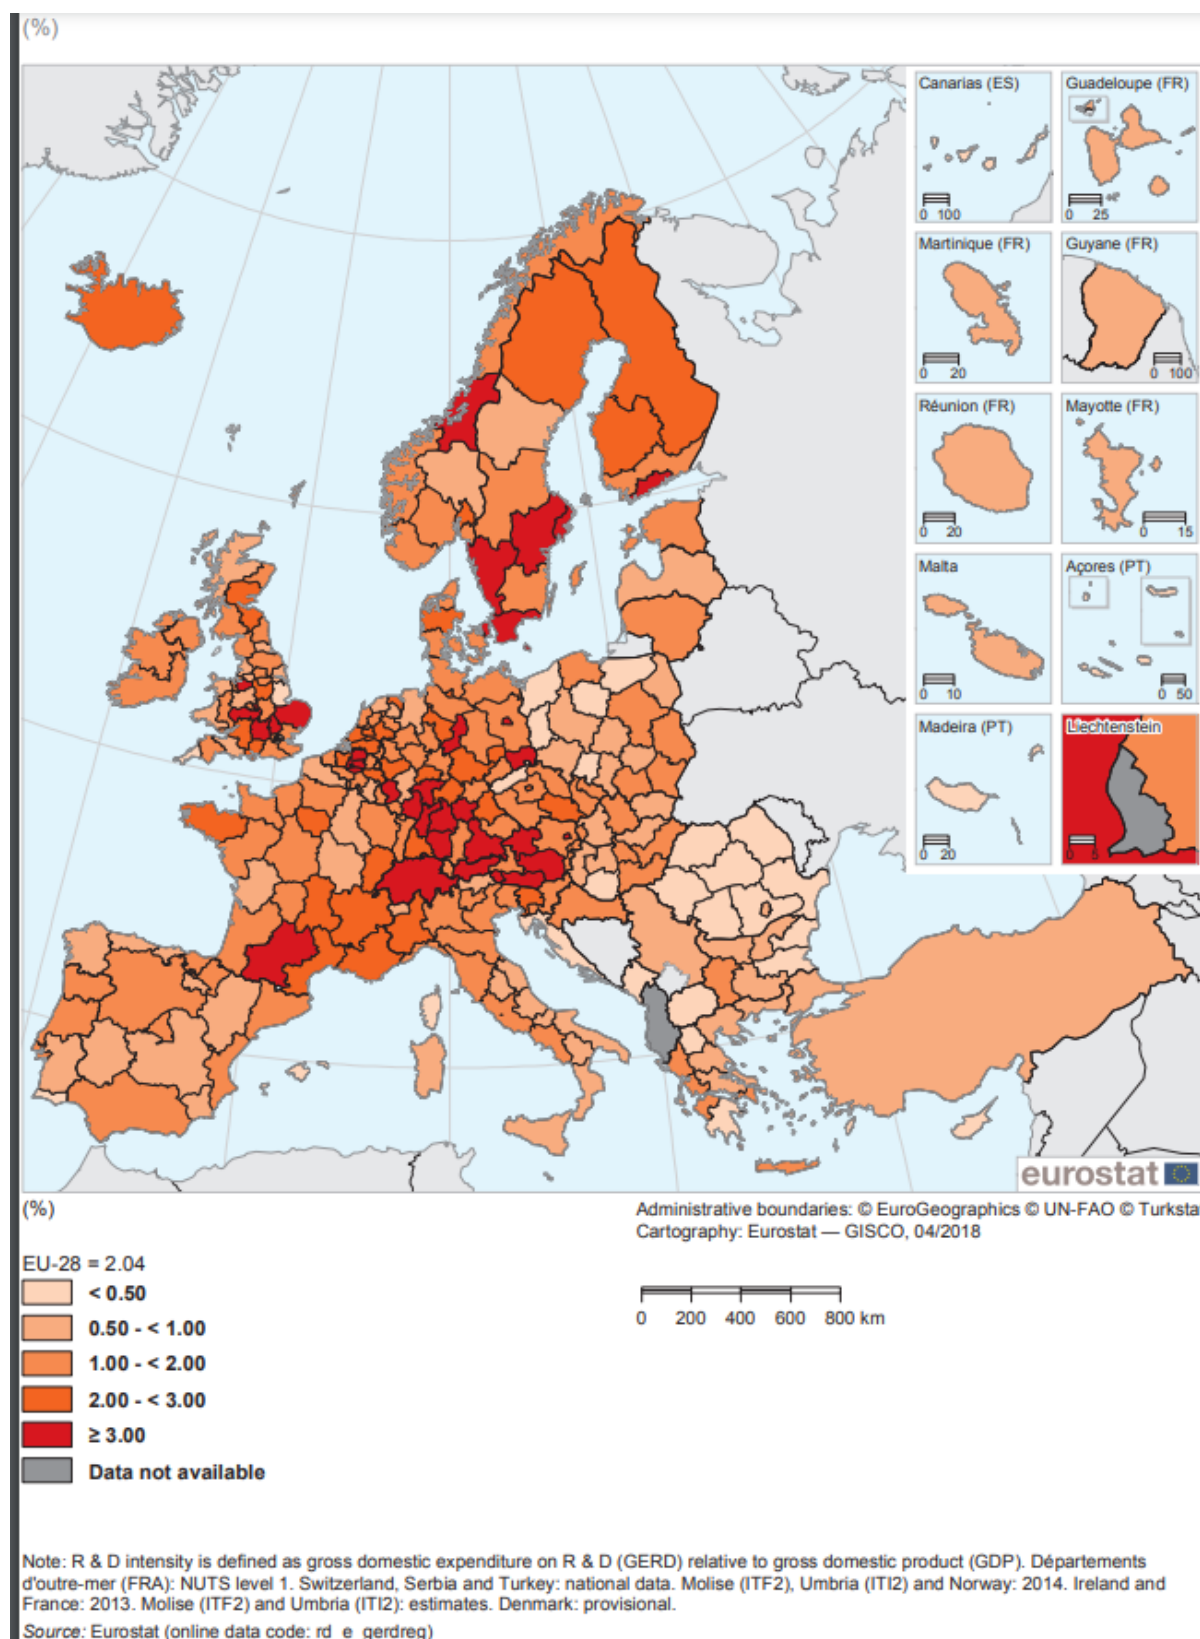 (%)
Canarias (ES)
0 100
Guadeloupe (FR)
0 25
Martinique (FR)
0 20
Guyane (FR)
0 100
Réunion (FR)
0 20
Mayotte (FR)
0 15
Malta
0 10
Açores (PT)
0 50
Madeira (PT)
0 20
Liechtenstein
0 5
eurostat
(%)
Administrative boundaries: © EuroGeographics © UN-FAO © Turksta
Cartography: Eurostat — GISCO, 04/2018
EU-28 = 2.04
< 0.50
0.50 - < 1.00
1.00 - < 2.00
2.00 - < 3.00
≥ 3.00
Data not available
0 200 400 600 800 km
Note: R & D intensity is defined as gross domestic expenditure on R & D (GERD) relative to gross domestic product (GDP). Départements
d'outre-mer (FRA): NUTS level 1. Switzerland, Serbia and Turkey: national data. Molise (ITF2), Umbria (ITI2) and Norway: 2014. Ireland and
France: 2013. Molise (ITF2) and Umbria (ITI2): estimates. Denmark: provisional.
Source: Eurostat (online data code: rd_e_gerdreg)